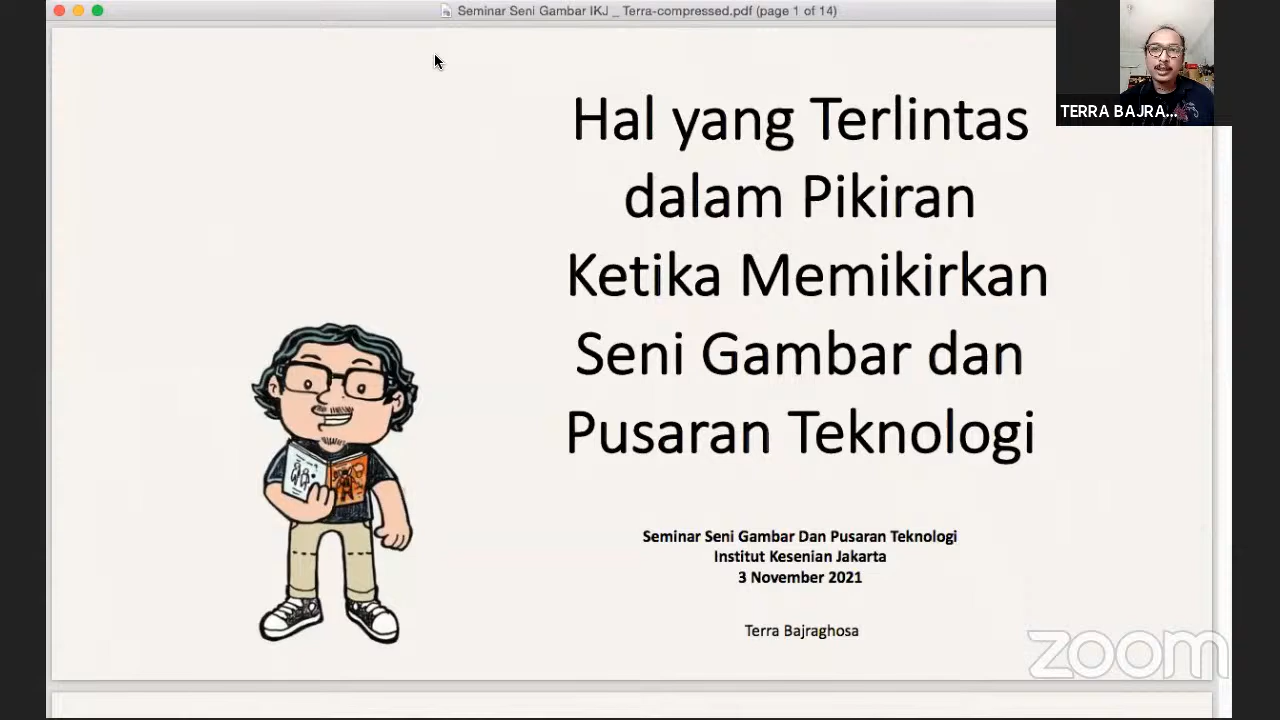 Seminar Seni Gambar IKJ _ Terra-compressed.pdf (page 1 of 14)
TERRA BAJRA...
Hal yang Terlintas
dalam Pikiran
Ketika Memikirkan
Seni Gambar dan
Pusaran Teknologi
Seminar Seni Gambar Dan Pusaran Teknologi
Institut Kesenian Jakarta
3 November 2021
Terra Bajraghosa
zoom